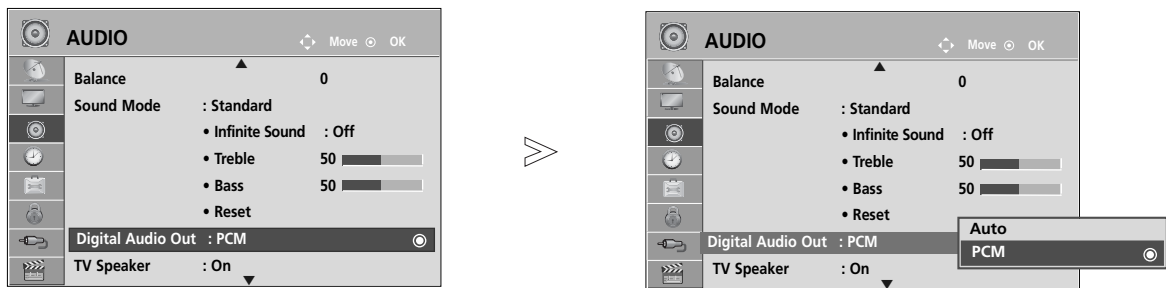 AUDIO
Move OK
Balance 0
Sound Mode : Standard
• Infinite Sound : Off
• Treble 50
• Bass 50
• Reset
Digital Audio Out : PCM
TV Speaker : On
AUDIO
Move OK
Balance 0
Sound Mode : Standard
• Infinite Sound : Off
• Treble 50
• Bass 50
• Reset
Digital Audio Out : PCM
TV Speaker : On
Auto
PCM